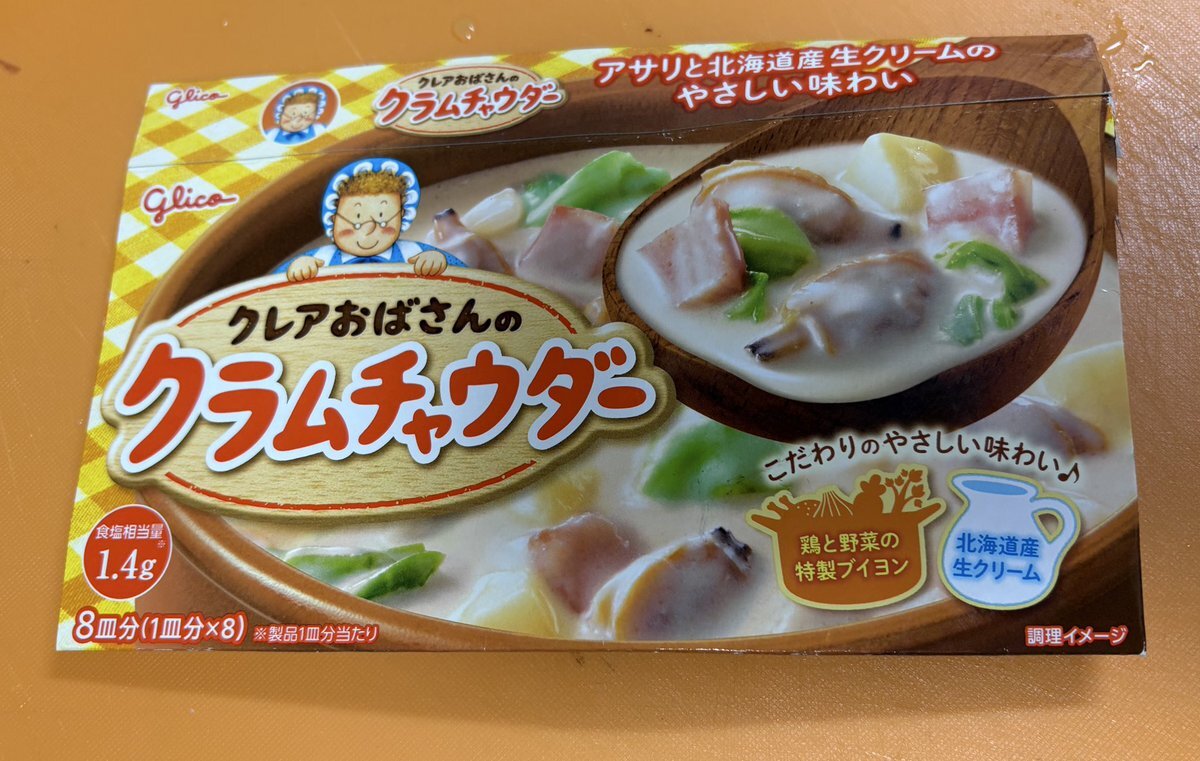 Glico
クレアおばさんの
クラムチャウダー
アサリと北海道産生クリームの
やさしい味わい
Glico
クレアおばさんの
クラムチャウダー
こだわりのやさしい味わい♪
鶏と野菜の
特製ブイヨン
北海道産
生クリーム
食塩相当量
※
1.4g
8皿分(1皿分×8) ※製品1皿分当たり
調理イメージ